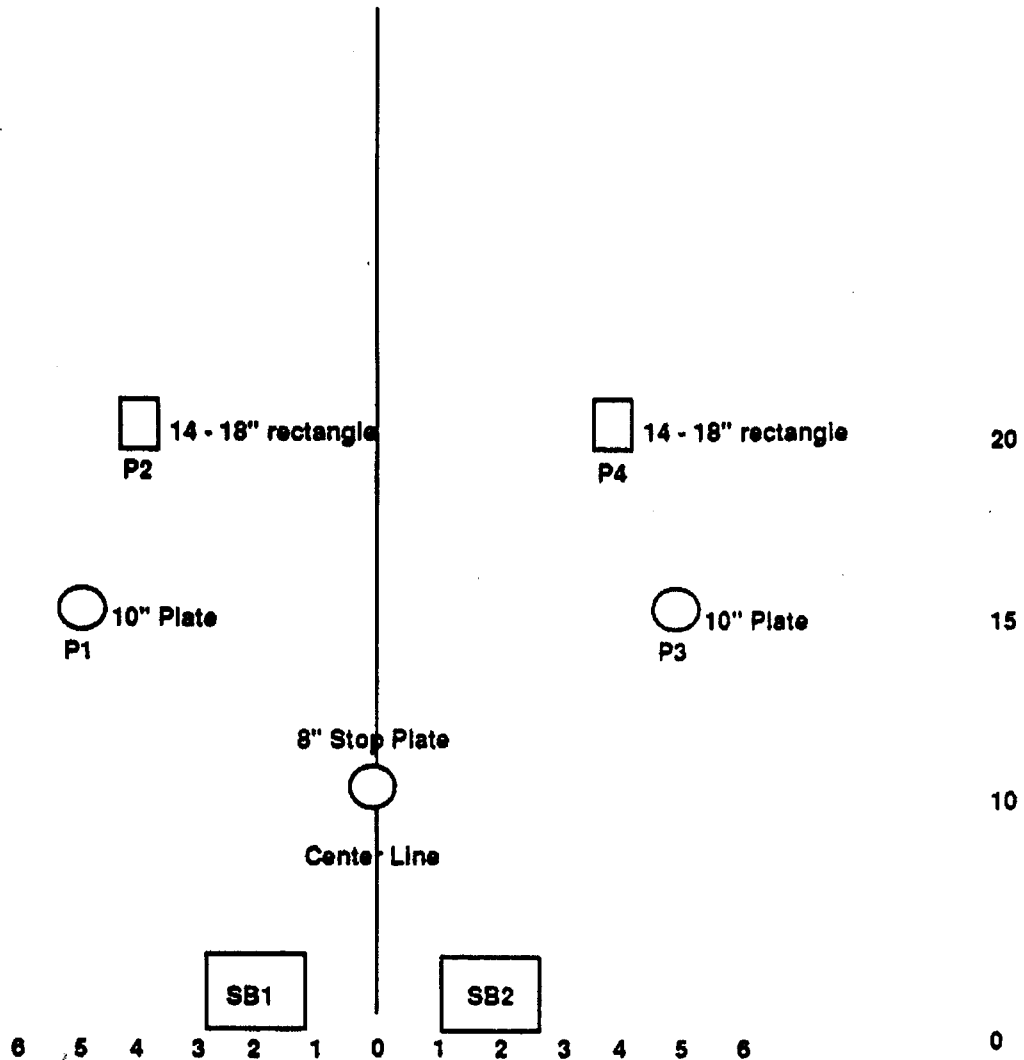 14 - 18" rectangle 14 - 18" rectangle 20
P2 P4
10" Plate 10" Plate 15
P1 P3
8" Stop Plate
10
Center Line
SB1 SB2
6 5 4 3 2 1 0 1 2 3 4 5 6 0